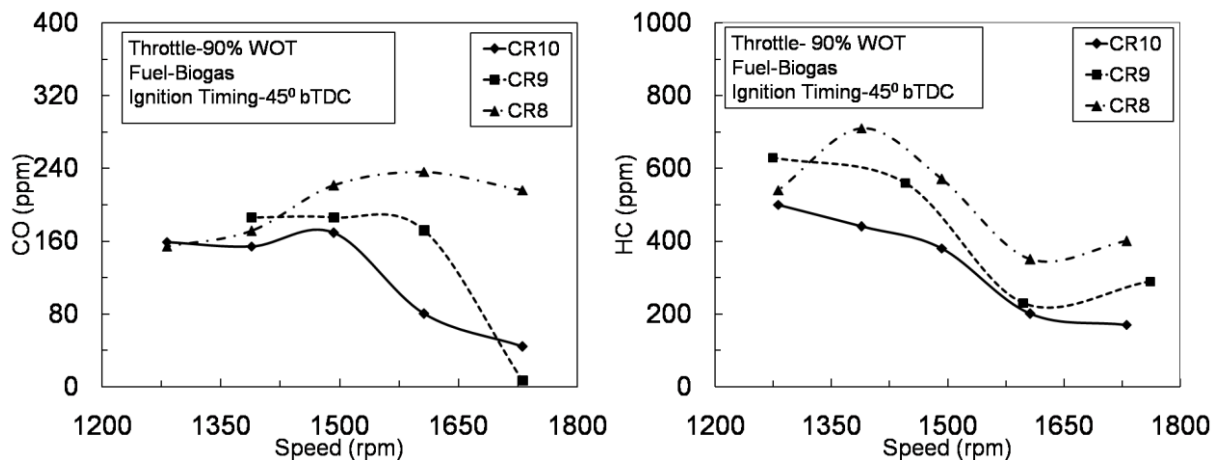 400
320
240
160
80
0
CO (ppm)
Throttle-90% WOT
Fuel-Biogas
Ignition Timing-45⁰ bTDC
CR10
CR9
CR8
1200 1350 1500 1650 1800
Speed (rpm)
1000
800
600
400
200
0
HC (ppm)
Throttle- 90% WOT
Fuel-Biogas
Ignition Timing-45⁰ bTDC
CR10
CR9
CR8
1200 1350 1500 1650 1800
Speed (rpm)